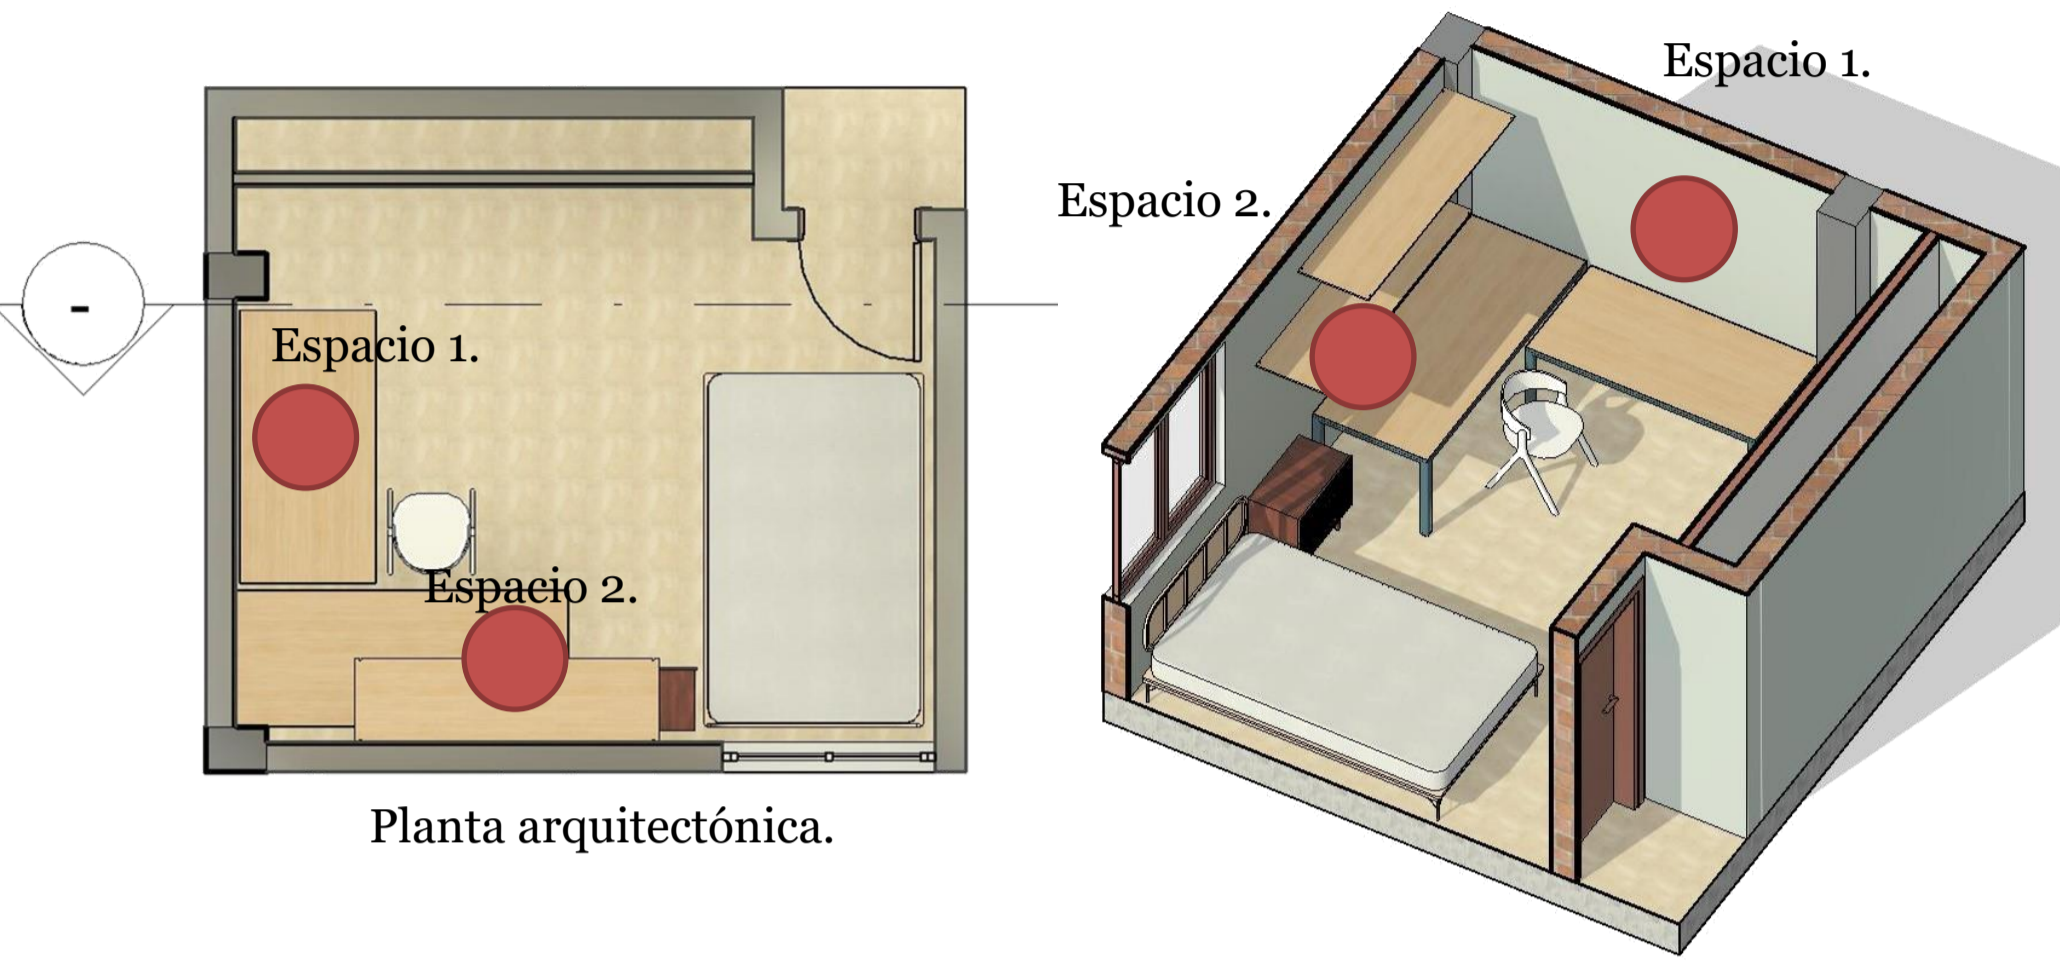 -
Espacio 1.
Espacio 2.
Planta arquitectónica.
Espacio 1.
Espacio 2.